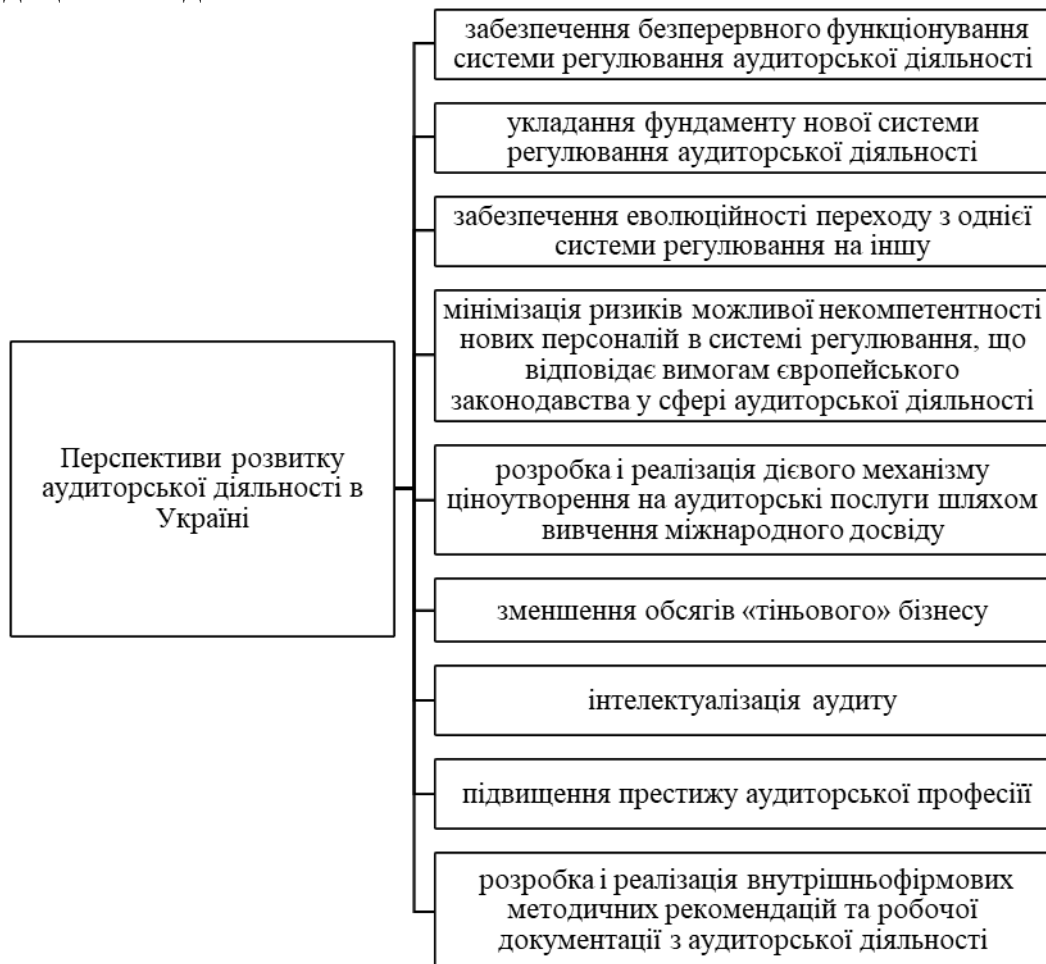 Перспективи розвитку
аудиторської діяльності в
Україні
забезпечення безперервного функціонування
системи регулювання аудиторської діяльності
укладання фундаменту нової системи
регулювання аудиторської діяльності
забезпечення еволюційності переходу з однієї
системи регулювання на іншу
мінімізація ризиків можливої некомпетентності
нових персоналій в системі регулювання, що
відповідає вимогам європейського
законодавства у сфері аудиторської діяльності
розробка і реалізація дієвого механізму
ціноутворення на аудиторські послуги шляхом
вивчення міжнародного досвіду
зменшення обсягів «тіньового» бізнесу
інтелектуалізація аудиту
підвищення престижу аудиторської професіїї
розробка і реалізація внутрішньофірмових
методичних рекомендацій та робочої
документації з аудиторської діяльності